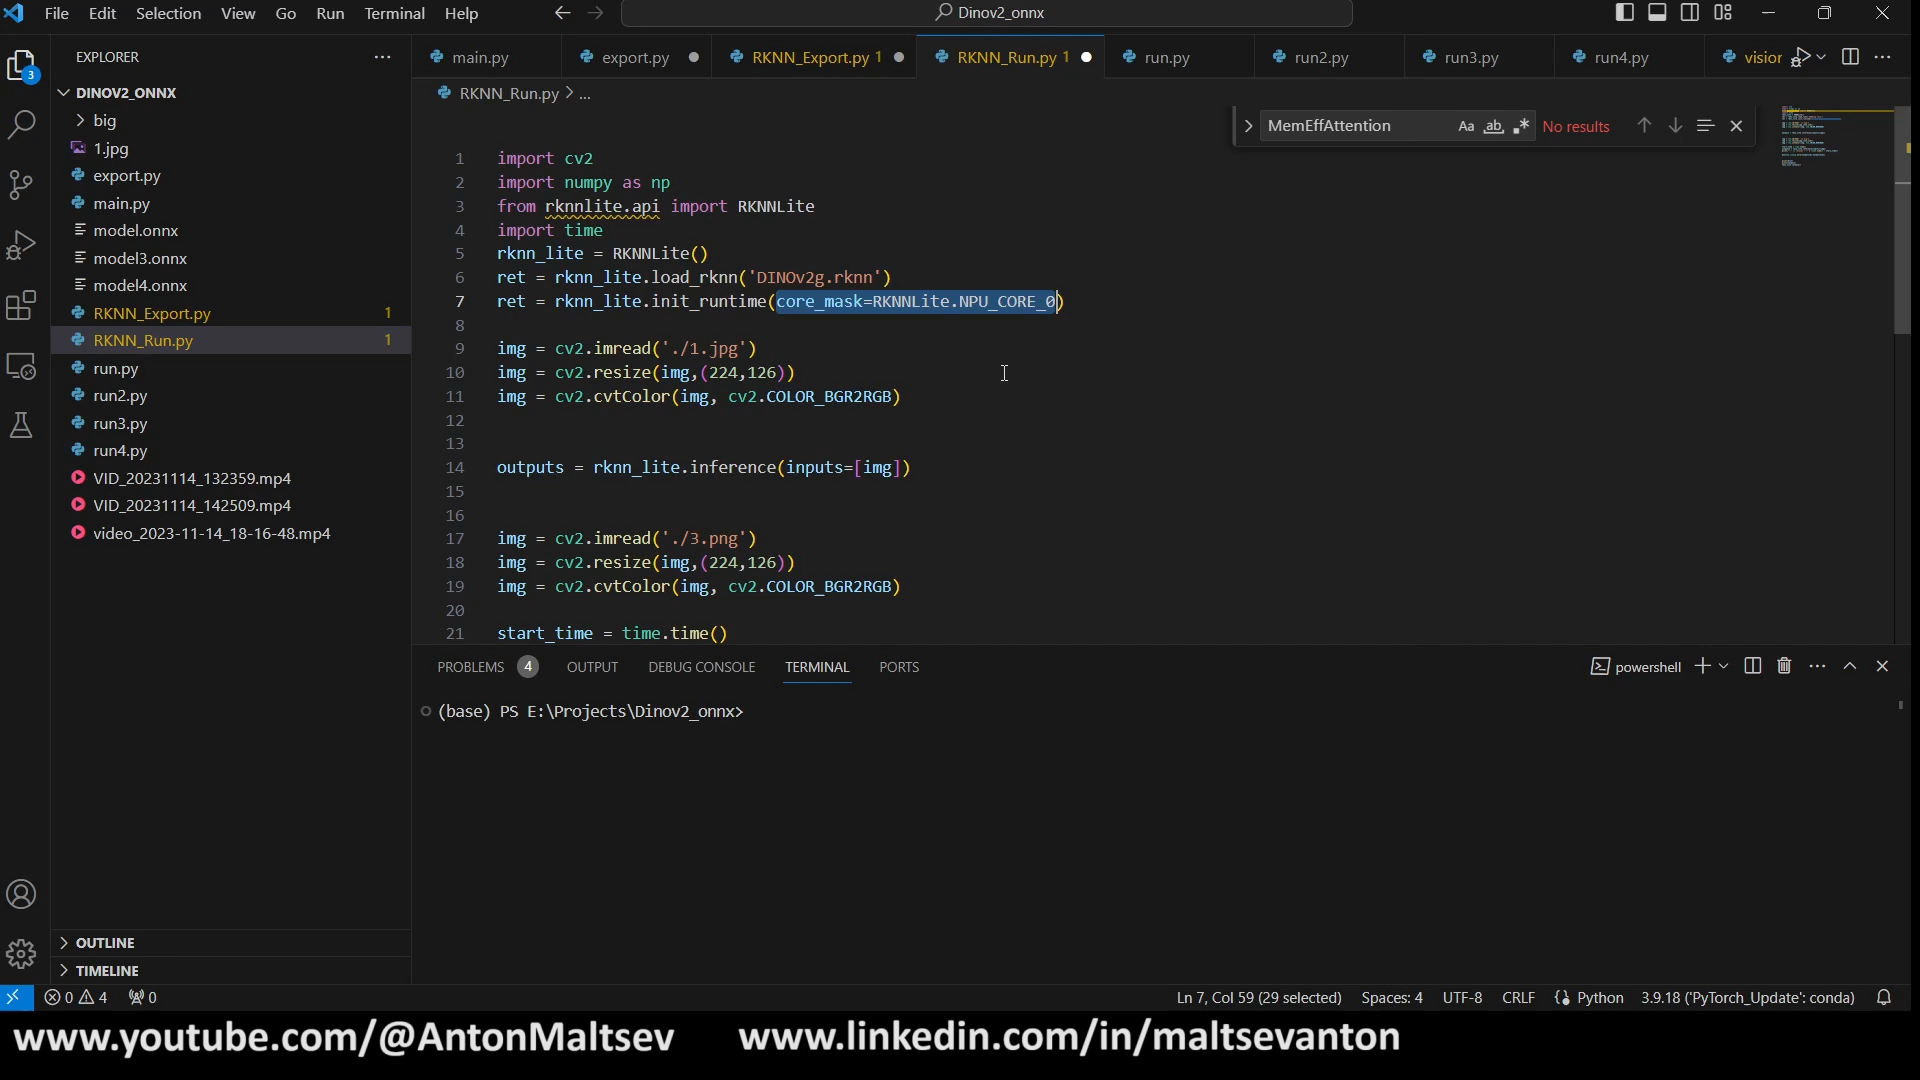 File Edit Selection View Go Run Terminal Help
Dinov2_onnx
EXPLORER
3
DINOV2_ONNX
big
1.jpg
export.py
main.py
model.onnx
model3.onnx
model4.onnx
RKNN_Export.py 1
RKNN_Run.py 1
run.py
run2.py
run3.py
run4.py
VID_20231114_132359.mp4
VID_20231114_142509.mp4
video_2023-11-14_18-16-48.mp4
OUTLINE
TIMELINE
main.py export.py RKNN_Export.py 1 RKNN_Run.py 1 run.py run2.py run3.py run4.py vision
RKNN_Run.py > ...
MemEffAttention Aa ab .* No results
1 import cv2
2 import numpy as np
3 from rknnlite.api import RKNNLite
4 import time
5 rknn_lite = RKNNLite()
6 ret = rknn_lite.load_rknn('DINOv2g.rknn')
7 ret = rknn_lite.init_runtime(core_mask=RKNNLite.NPU_CORE_0)
8
9 img = cv2.imread('./1.jpg')
10 img = cv2.resize(img,(224,126))
11 img = cv2.cvtColor(img, cv2.COLOR_BGR2RGB)
12
13
14 outputs = rknn_lite.inference(inputs=[img])
15
16
17 img = cv2.imread('./3.png')
18 img = cv2.resize(img,(224,126))
19 img = cv2.cvtColor(img, cv2.COLOR_BGR2RGB)
20
21 start_time = time.time()
PROBLEMS 4 OUTPUT DEBUG CONSOLE TERMINAL PORTS
powershell
(base) PS E:\Projects\Dinov2_onnx>
0 4 0
Ln 7, Col 59 (29 selected) Spaces: 4 UTF-8 CRLF Python 3.9.18 ('PyTorch_Update': conda)
www.youtube.com/@AntonMaltsev www.linkedin.com/in/maltsevanton